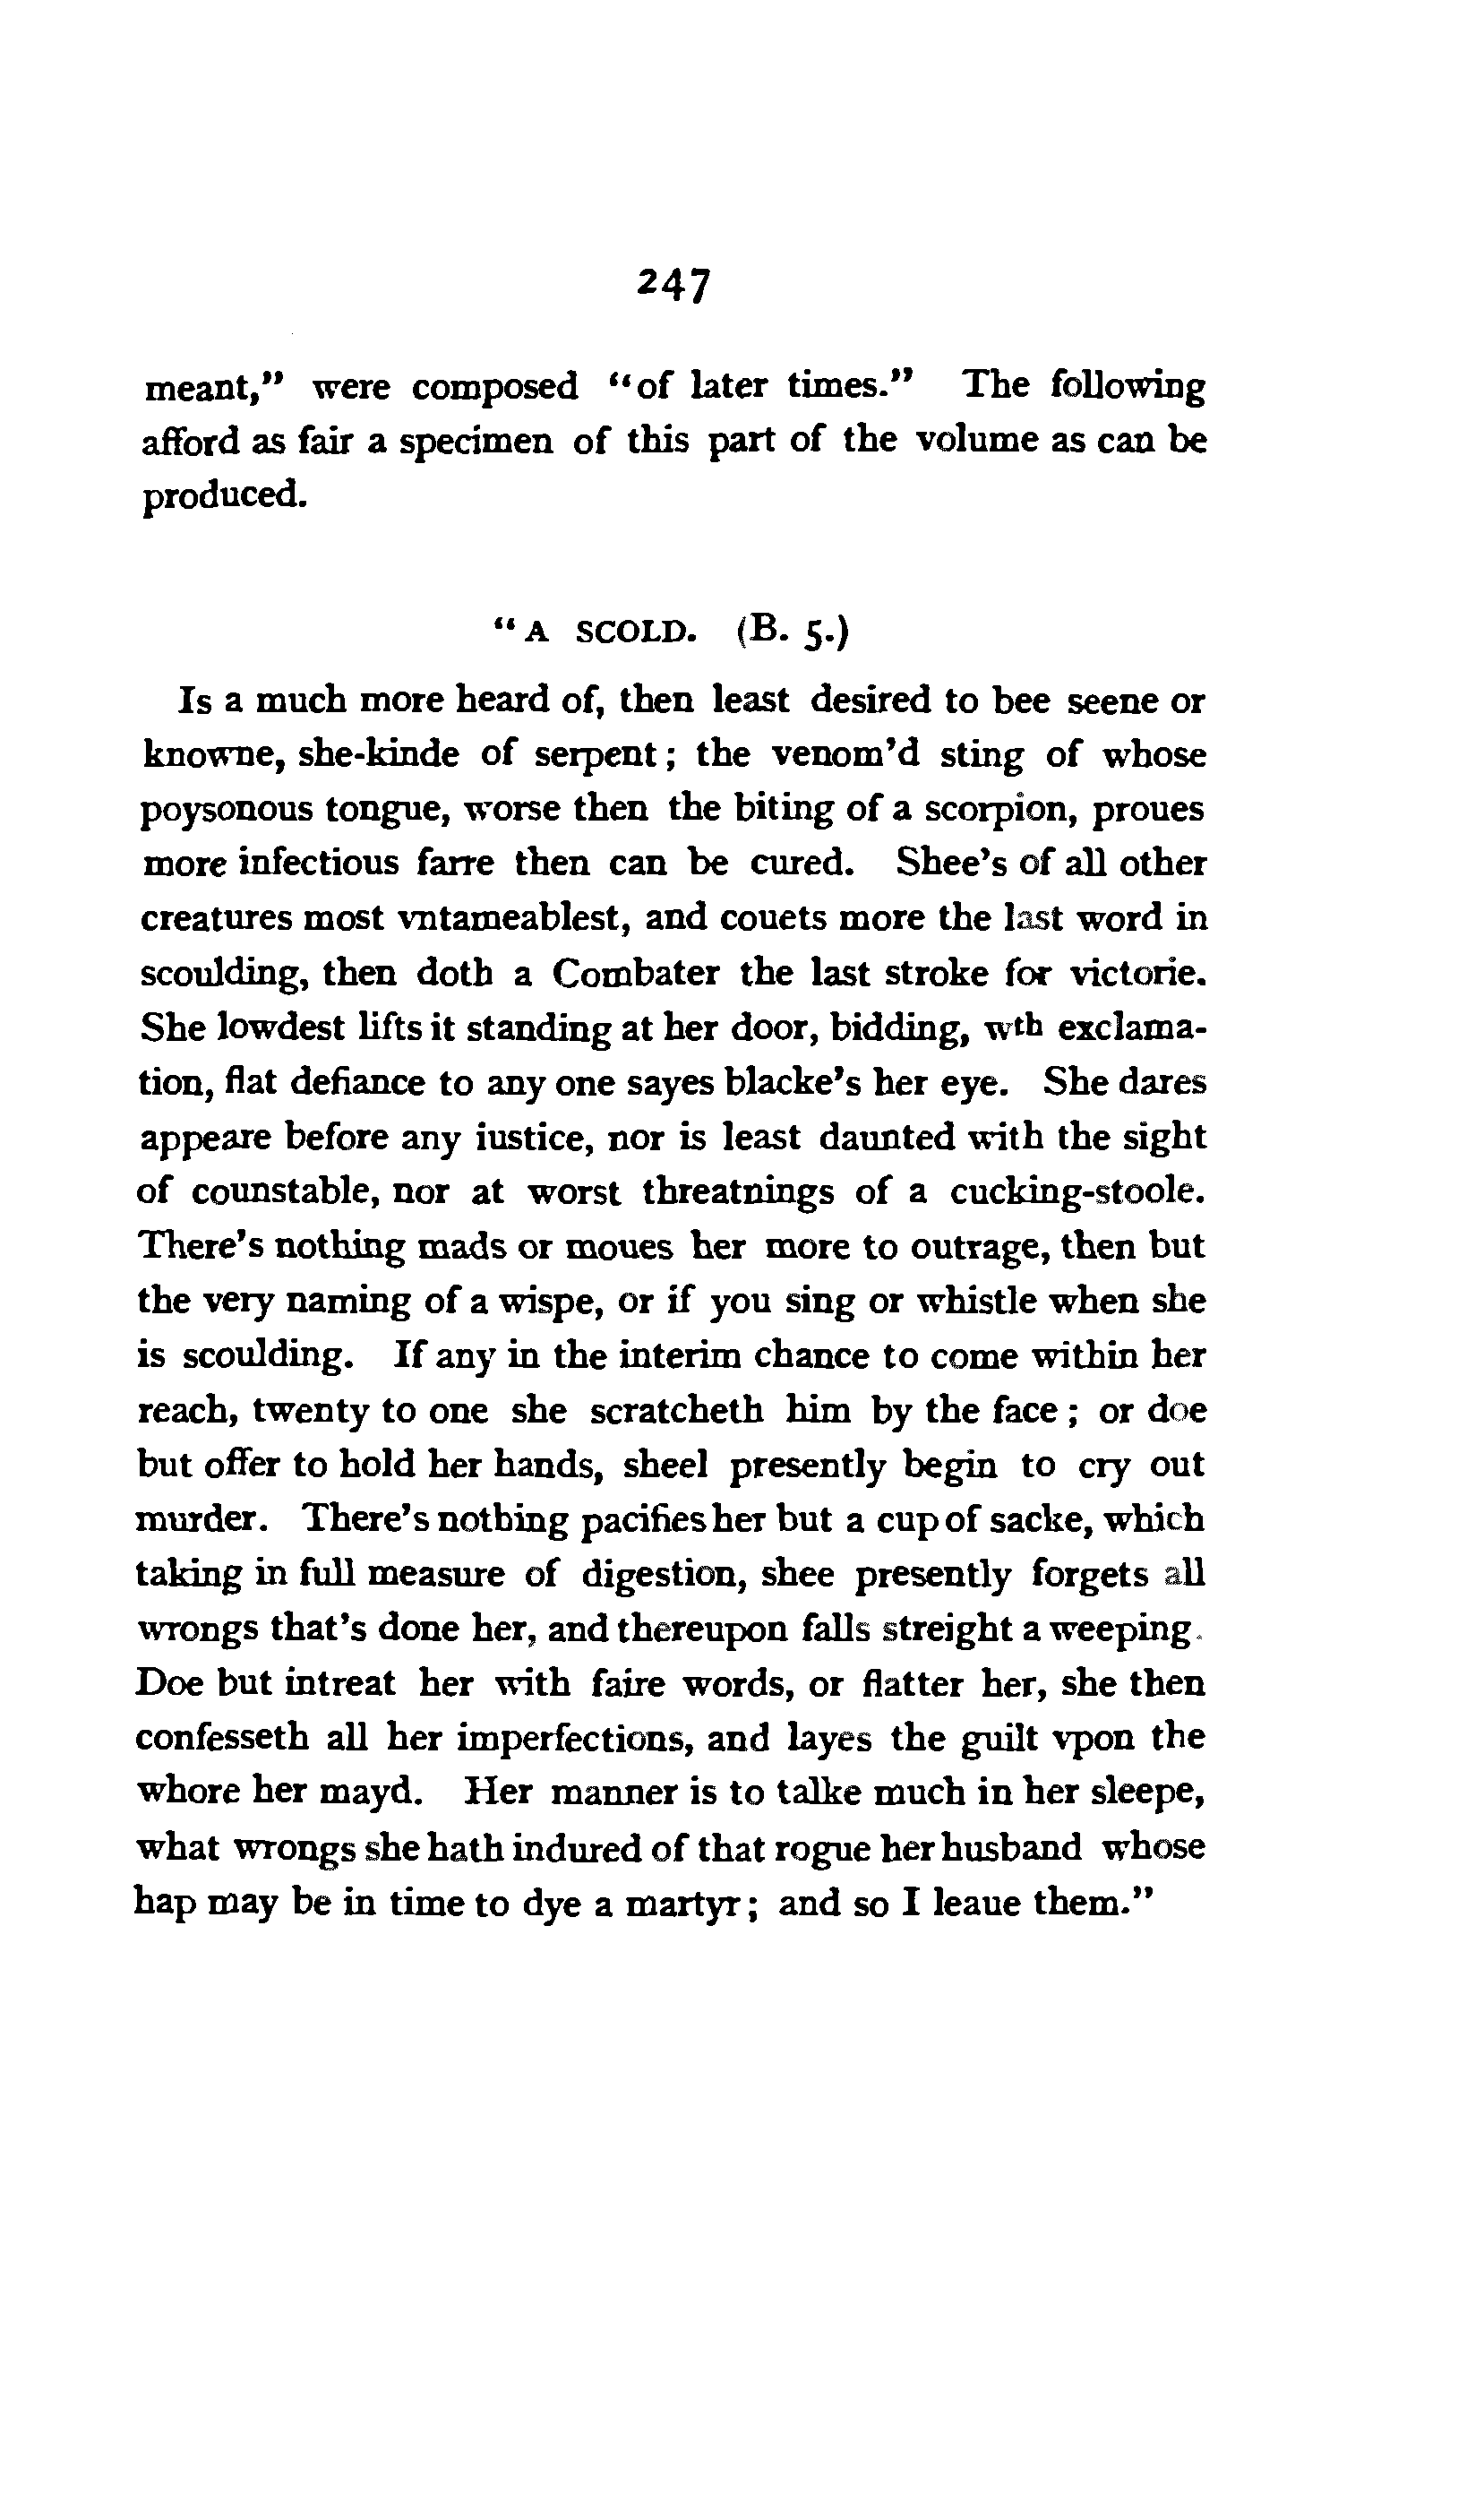 247
meant," were composed "of later times." The following
afford as fair a specimen of this part of the volume as can be
produced.
"A SCOLD. (B. 5.)
Is a much more heard of, then least desired to bee seene or
knowne, she-kinde of serpent; the venom'd sting of whose
poysonous tongue, worse then the biting of a scorpion, proues
more infectious farre then can be cured. Shee's of all other
creatures most vntameablest, and couets more the last word in
scoulding, then doth a Combater the last stroke for victorie.
She lowdest lifts it standing at her door, bidding, wth exclama-
tion, flat defiance to any one sayes blacke's her eye. She dares
appeare before any iustice, nor is least daunted with the sight
of counstable, nor at worst threatnings of a cucking-stoole.
There's nothing mads or moues her more to outrage, then but
the very naming of a wispe, or if you sing or whistle when she
is scoulding. If any in the interim chance to come within her
reach, twenty to one she scratcheth him by the face; or doe
but offer to hold her hands, sheel presently begin to cry out
murder. There's nothing pacifies her but a cup of sacke, which
taking in full measure of digestion, shee presently forgets all
wrongs that's done her, and thereupon falls streight a weeping.
Doe but intreat her with faire words, or flatter her, she then
confesseth all her imperfections, and layes the guilt vpon the
whore her mayd. Her manner is to talke much in her sleepe,
what wrongs she hath indured of that rogue her husband whose
hap may be in time to dye a martyr; and so I leaue them."